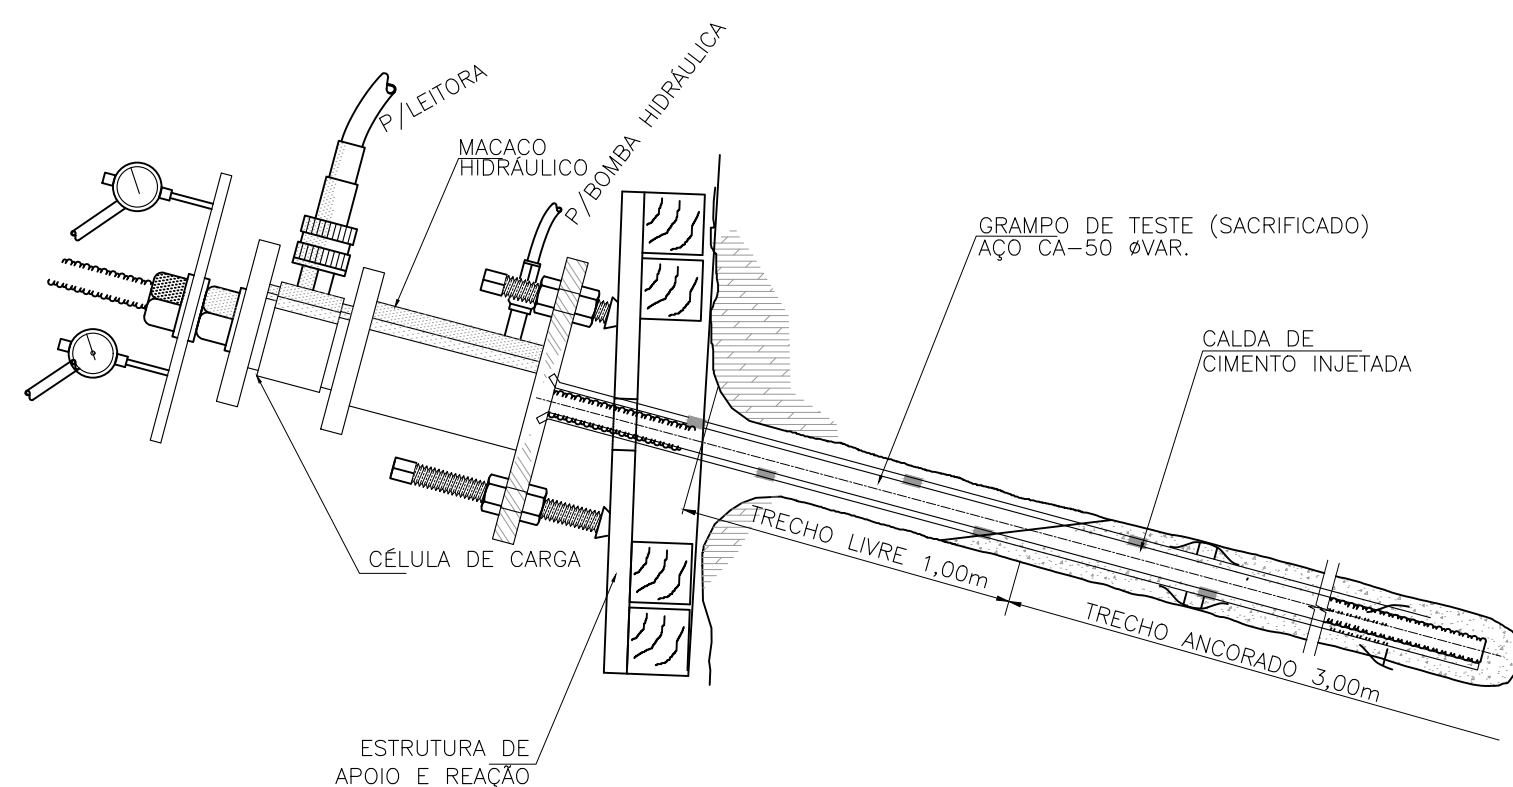 P/LEITORA
MACACO
HIDRÁULICO
P/BOMBA HIDRÁULICA
GRAMPO DE TESTE (SACRIFICADO)
AÇO CA-50 øVAR.
CALDA DE
CIMENTO INJETADA
CÉLULA DE CARGA
TRECHO LIVRE 1,00m
TRECHO ANCORADO 3,00m
ESTRUTURA DE
APOIO E REAÇÃO